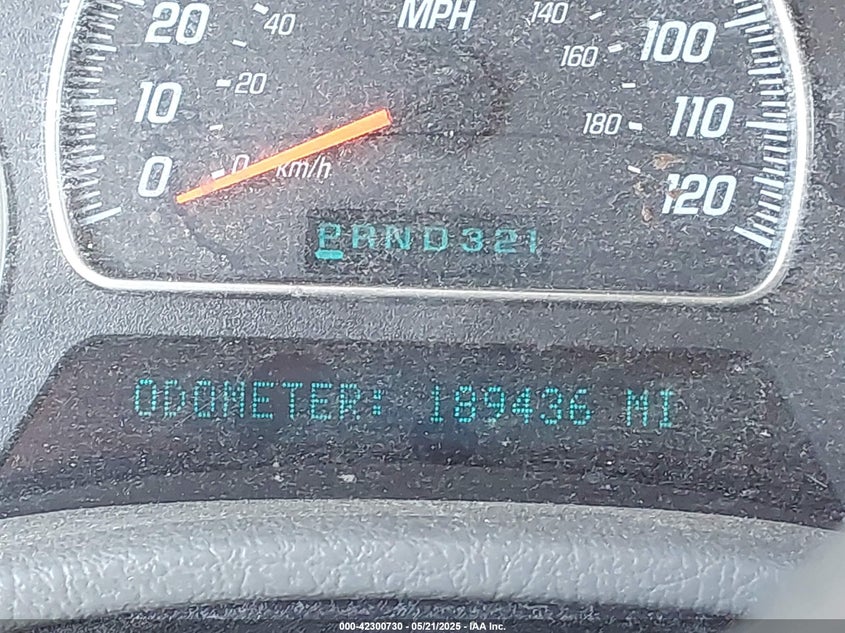 20 40 MPH 140 100
160
10 20 180 110
0 0 km/h 120
PRND321
ODOMETER: 189436 MI
000-42300730 - 05/21/2025 - IAA Inc.